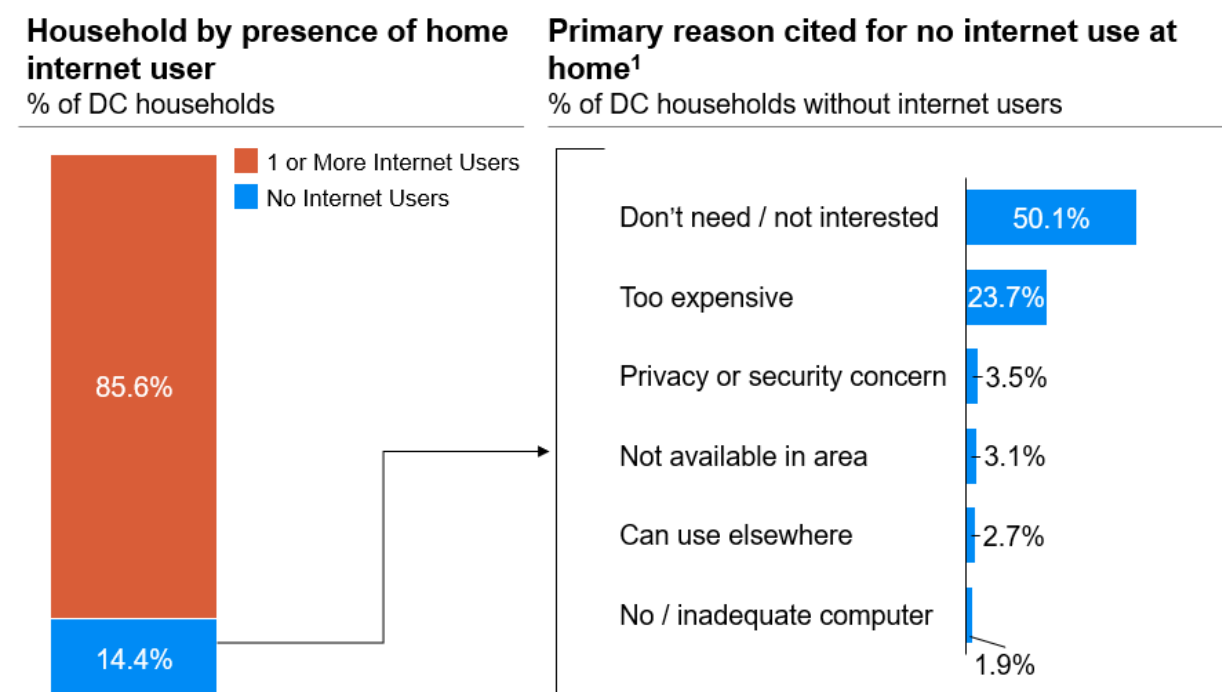 Household by presence of home
internet user
% of DC households
1 or More Internet Users
No Internet Users
85.6%
14.4%
Primary reason cited for no internet use at
home¹
% of DC households without internet users
Don’t need / not interested
50.1%
Too expensive
23.7%
Privacy or security concern
3.5%
Not available in area
3.1%
Can use elsewhere
2.7%
No / inadequate computer
1.9%